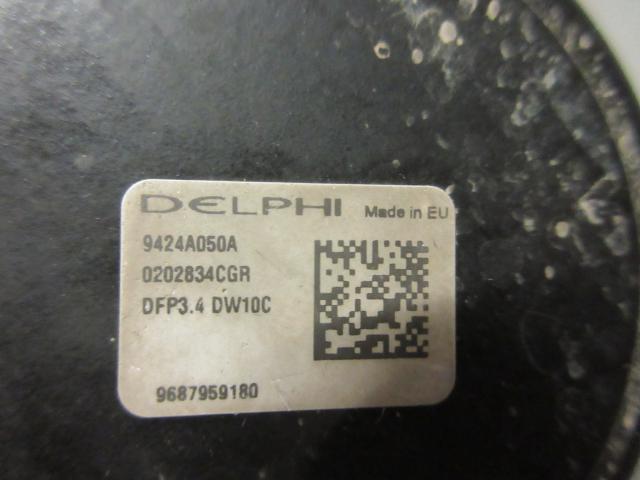 DELPHI Made in EU
9424A050A
0202834CGR
DFP3.4 DW10C
9687959180